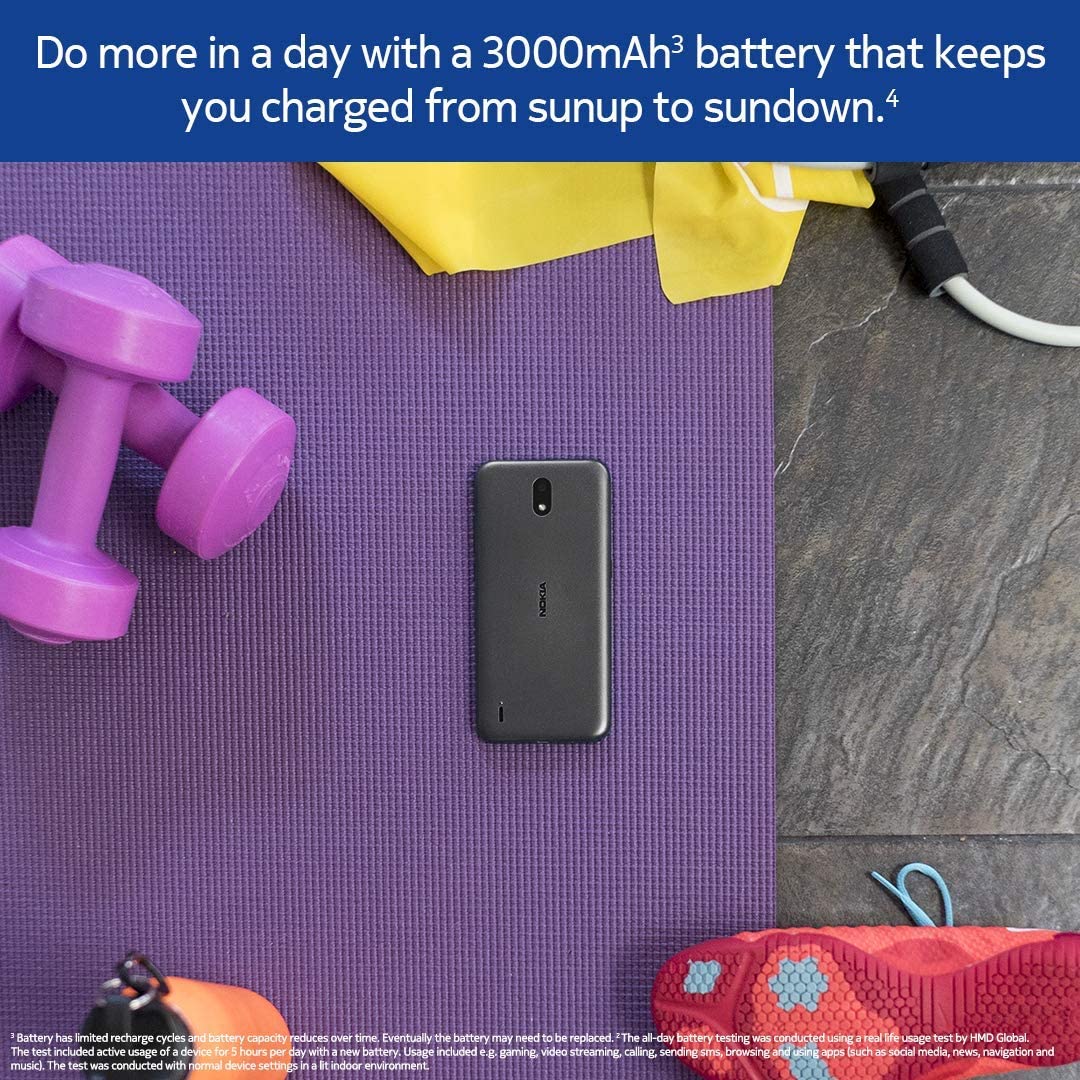 Do more in a day with a 3000mAh³ battery that keeps
you charged from sunup to sundown.⁴
NOKIA
³ Battery has limited recharge cycles and battery capacity reduces over time. Eventually the battery may need to be replaced. ² The all-day battery testing was conducted using a real life usage test by HMD Global.
The test included active usage of a device for 5 hours per day with a new battery. Usage included e.g. gaming, video streaming, calling, sending sms, browsing and using apps (such as social media, news, navigation and
music). The test was conducted with normal device settings in a lit indoor environment.